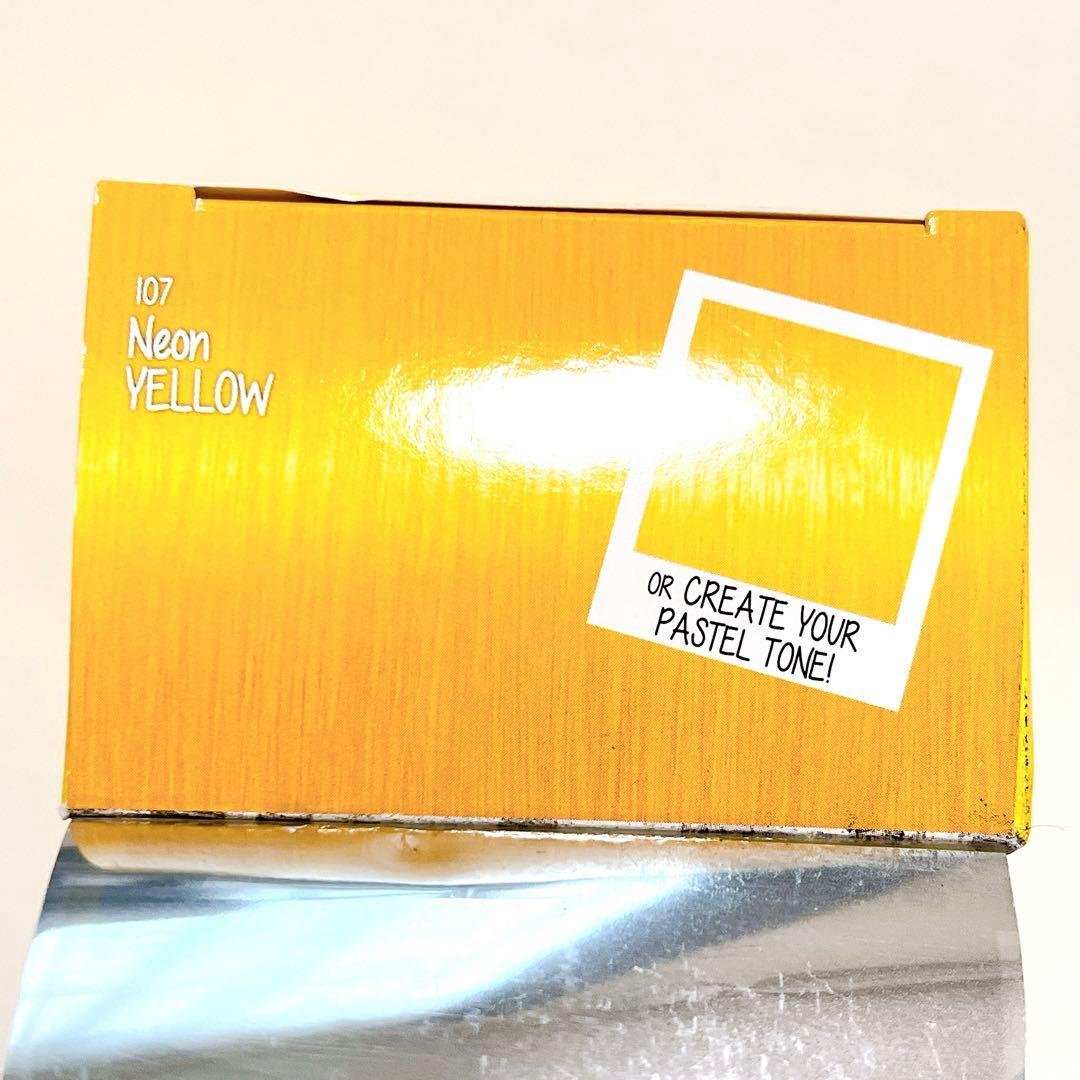 107
Neon
YELLOW
OR CREATE YOUR
PASTEL TONE!